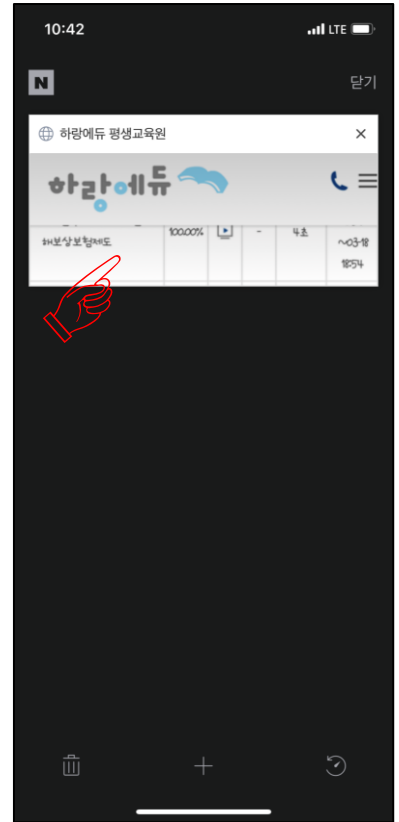 10:42
LTE
N
닫기
하랑에듀 평생교육원
하랑에듀
해보상보험제도
100.00%
-
4초
~03-18
18:54